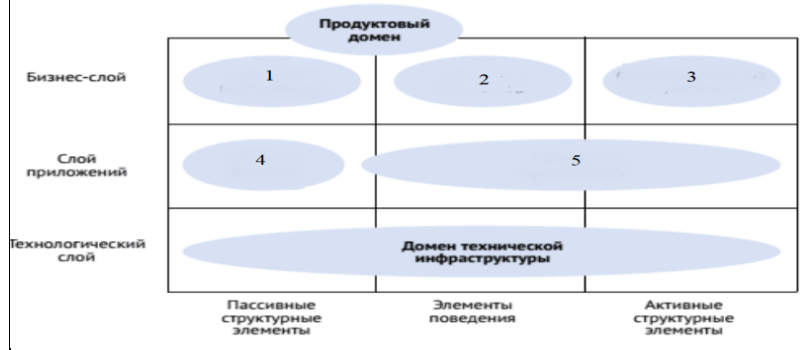 Продуктовый
домен
Бизнес-слой
1
2
3
Слой
приложений
4
5
Технологический
слой
Домен технической
инфраструктуры
Пассивные
структурные
элементы
Элементы
поведения
Активные
структурные
элементы